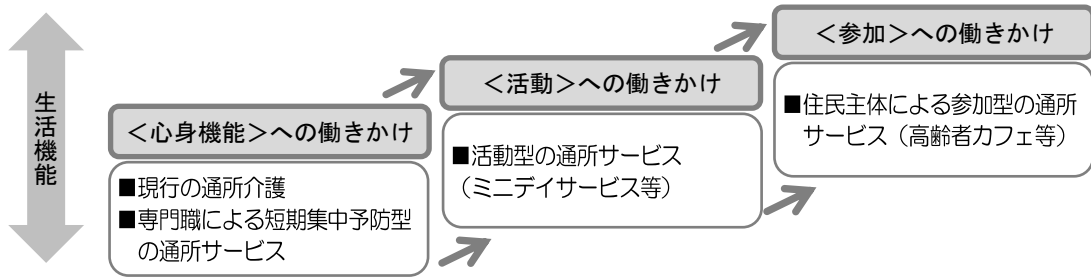 生活機能
＜心身機能＞への働きかけ
■現行の通所介護
■専門職による短期集中予防型
の通所サービス
＜活動＞への働きかけ
■活動型の通所サービス
（ミニデイサービス等）
＜参加＞への働きかけ
■住民主体による参加型の通所
サービス（高齢者カフェ等）